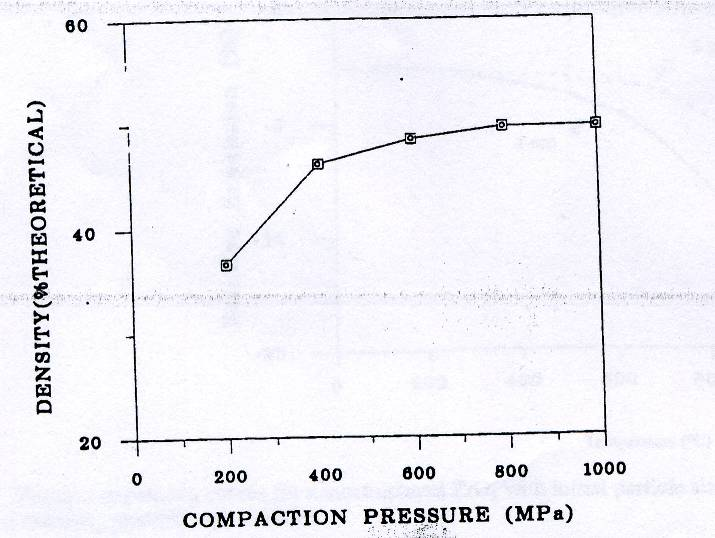 60
40
20
DENSITY(%THEORETICAL)
0 200 400 600 800 1000
COMPACTION PRESSURE (MPa)